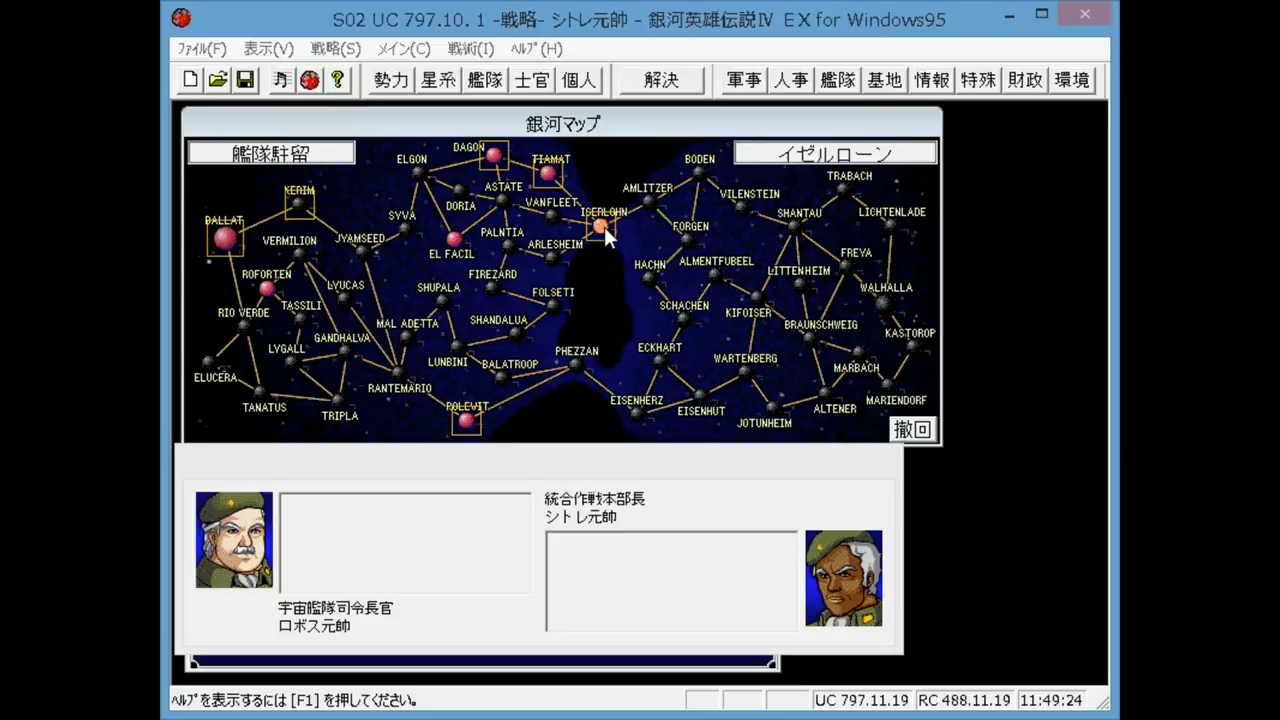 S02 UC 797.10. 1 -戦略- シトレ元帥 - 銀河英雄伝説Ⅳ EX for Windows95
ﾌｧｲﾙ(F) 表示(V) 戦略(S) メイン(C) 戦術(I) ﾍﾙﾌﾟ(H)
勢力 星系 艦隊 士官 個人 解決 軍事 人事 艦隊 基地 情報 特殊 財政 環境
銀河マップ
艦隊駐留 イゼルローン
DAGON
ELGON TIAMAT BODEN
TRABACH
XERIM ASTATE AMLITZER VILENSTEIN
DORIA VANFLEET
BALLAT SYVA ISERLOHN SHANTAU LICHTENLADE
VERMILION JYAMSEED PALNTIA FORGEN
EL FACIL ARLESHEIM FREYA
ROFORTEN FIREZARD HACHN ALMENTFUBEEL LITTENHEIM
LYUCAS SHUPALA FOLSETI WALHALLA
RIO VERDE TASSILI SCHACHEN KIFOISER
MAL ADETTA SHANDALUA BRAUNSCHWEIG KASTOROP
LYGALL GANDHALVA PHEZZAN ECKHART
ELUCERA LUNBINI BALATROOP WARTENBERG MARBACH
RANTEMARIO
TANATUS TRIPLA POLEVIT EISENHERZ EISENHUT ALTENER MARIENDORF
JOTUNHEIM
撤回
統合作戦本部長
シトレ元帥
宇宙艦隊司令長官
ロボス元帥
ﾍﾙﾌﾟを表示するには [F1] を押してください。 UC 797.11.19 RC 488.11.19 11:49:24